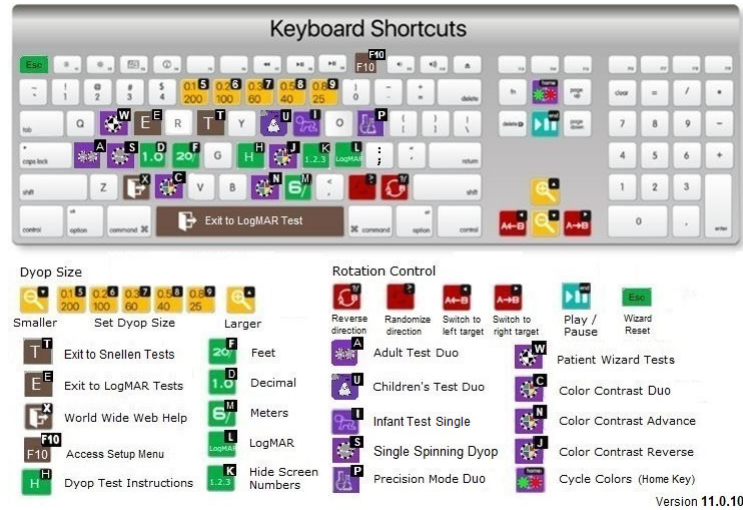 Keyboard Shortcuts
Esc F10 F10 home page up
! 1 @ 2 # 3 $ 4 0.1 5 200 0.2 6 100 0.3 7 60 0.5 8 40 0.8 9 25 ) 0 delete fn clear = / *
tab Q W E E R T T Y U I O P delete end page down 7 8 9 -
caps lock A S 1.0 D 20/ F G H H J 1.2.3 K LogMAR L : ; return 4 5 6 +
shift Z X C V B N 6/ M > ? shift 1 2 3
control alt option command ⌘ Exit to LogMAR Test ⌘ command alt option control A←B A→B 0 . enter
Dyop Size
0.1 5 200 0.2 6 100 0.3 7 60 0.5 8 40 0.8 9 25
Smaller Set Dyop Size Larger
Rotation Control
A←B A→B end Esc
Reverse direction
Randomize direction
Switch to left target
Switch to right target
Play / Pause
Wizard Reset
T T Exit to Snellen Tests
E E Exit to LogMAR Tests
X World Wide Web Help
F10 F10 Access Setup Menu
H H Dyop Test Instructions
20/ F Feet
1.0 D Decimal
6/ M Meters
LogMAR L LogMAR
1.2.3 K Hide Screen Numbers
A Adult Test Duo
U Children's Test Duo
I Infant Test Single
S Single Spinning Dyop
P Precision Mode Duo
W Patient Wizard Tests
C Color Contrast Duo
N Color Contrast Advance
J Color Contrast Reverse
home Cycle Colors (Home Key)
Version 11.0.10